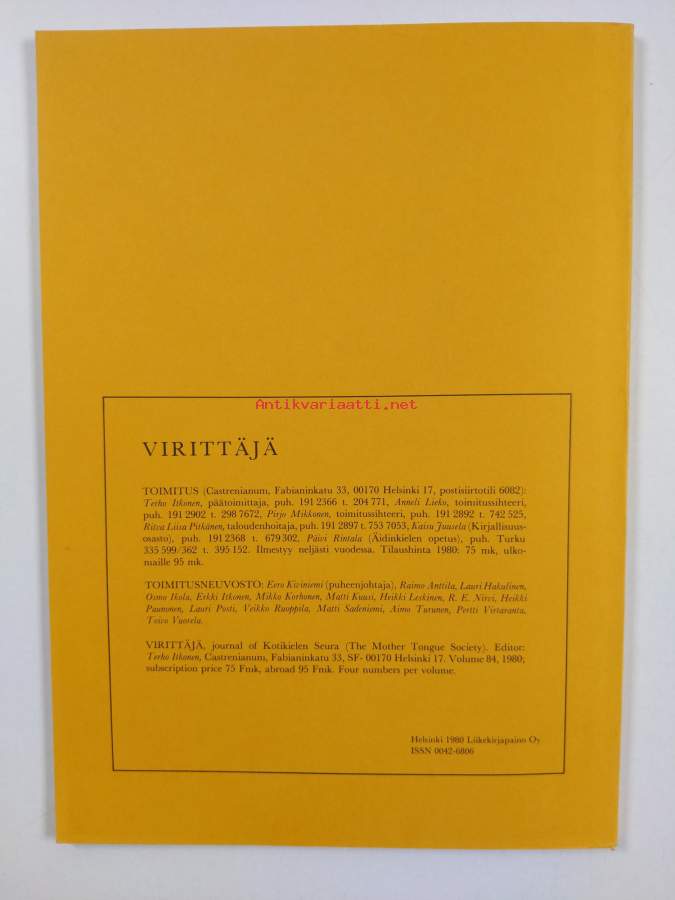 Antikvariaatti.net
VIRITTÄJÄ
TOIMITUS (Castrenianum, Fabianinkatu 33, 00170 Helsinki 17, postisiirtotili 6082):
Terho Itkonen, päätoimittaja, puh. 191 2366 t. 204 771, Anneli Lieko, toimitussihteeri,
puh. 191 2902 t. 298 7672, Pirjo Mikkonen, toimitussihteeri, puh. 191 2892 t. 742 525,
Ritva Liisa Pitkänen, taloudenhoitaja, puh. 191 2897 t. 753 7053, Kaisu Juusela (Kirjallisuus-
osasto), puh. 191 2368 t. 679 302, Päivi Rintala (Äidinkielen opetus), puh. Turku
335 599/362 t. 395 152. Ilmestyy neljästi vuodessa. Tilaushinta 1980: 75 mk, ulko-
maille 95 mk.
TOIMITUSNEUVOSTO: Eero Kiviniemi (puheenjohtaja), Raimo Anttila, Lauri Hakulinen,
Osmo Ikola, Erkki Itkonen, Mikko Korhonen, Matti Kuusi, Heikki Leskinen, R. E. Nirvi, Heikki
Paunonen, Lauri Posti, Veikko Ruoppila, Matti Sadeniemi, Aimo Turunen, Pertti Virtaranta,
Toivo Vuorela.
VIRITTÄJÄ, journal of Kotikielen Seura (The Mother Tongue Society). Editor:
Terho Itkonen, Castrenianum, Fabianinkatu 33, SF- 00170 Helsinki 17. Volume 84, 1980;
subscription price 75 Fmk, abroad 95 Fmk. Four numbers per volume.
Helsinki 1980 Liikekirjapaino Oy
ISSN 0042-6806